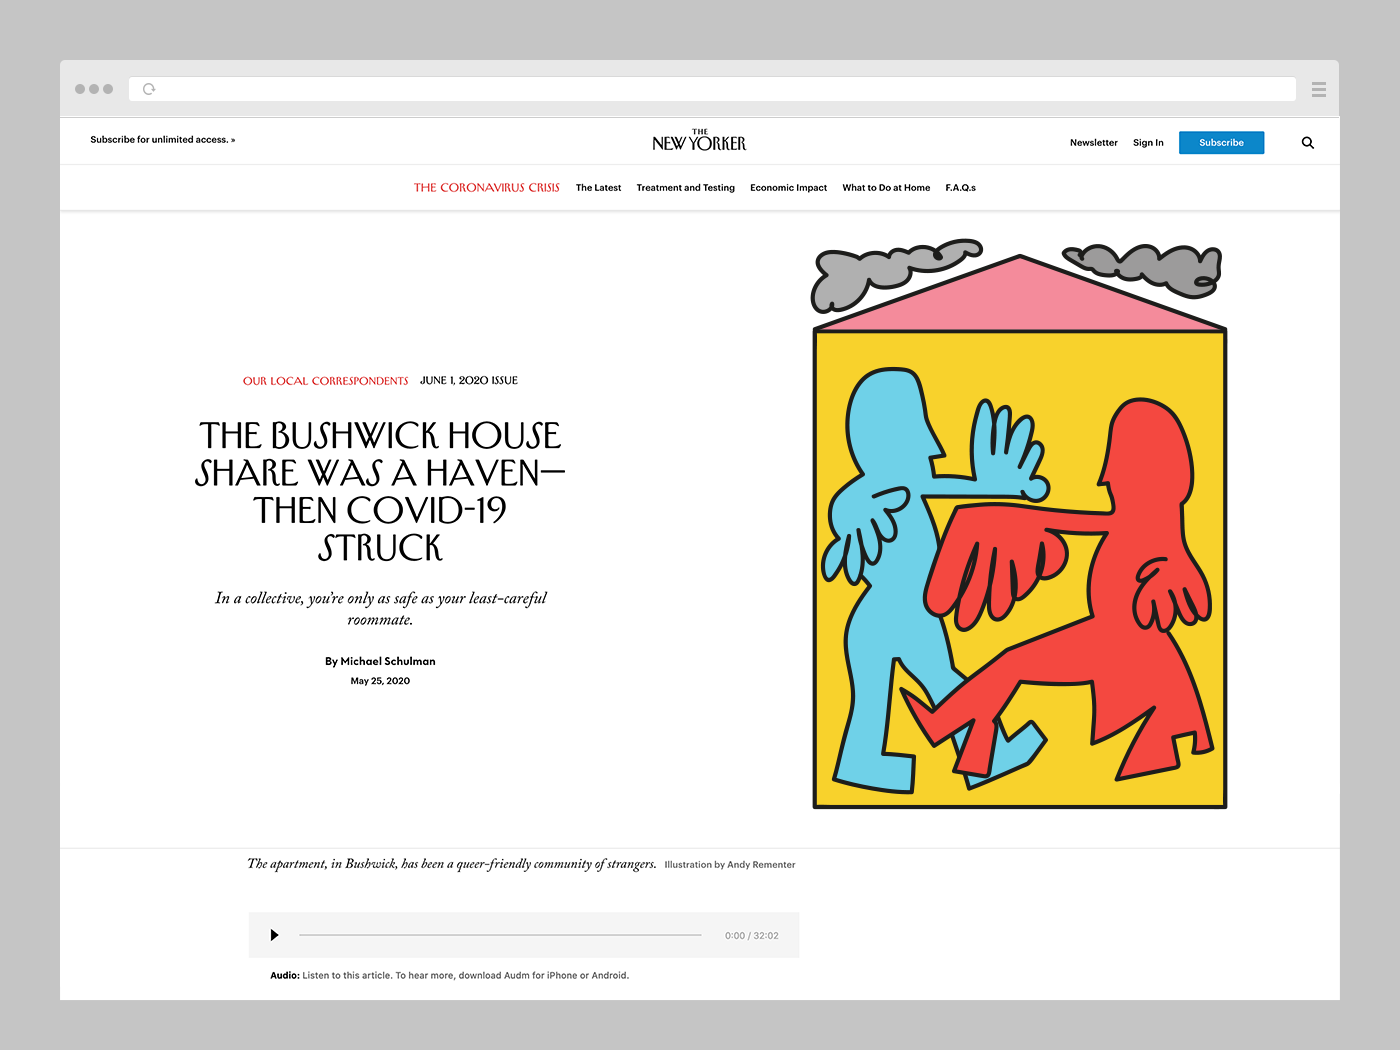 Subscribe for unlimited access. »
THE
NEW YORKER
Newsletter Sign In Subscribe
THE CORONAVIRUS CRISIS The Latest Treatment and Testing Economic Impact What to Do at Home F.A.Q.s
OUR LOCAL CORRESPONDENTS JUNE 1, 2020 ISSUE
THE BUSHWICK HOUSE
SHARE WAS A HAVEN—
THEN COVID-19
STRUCK
In a collective, you're only as safe as your least-careful
roommate.
By Michael Schulman
May 25, 2020
The apartment, in Bushwick, has been a queer-friendly community of strangers. Illustration by Andy Rementer
0:00 / 32:02
Audio: Listen to this article. To hear more, download Audm for iPhone or Android.